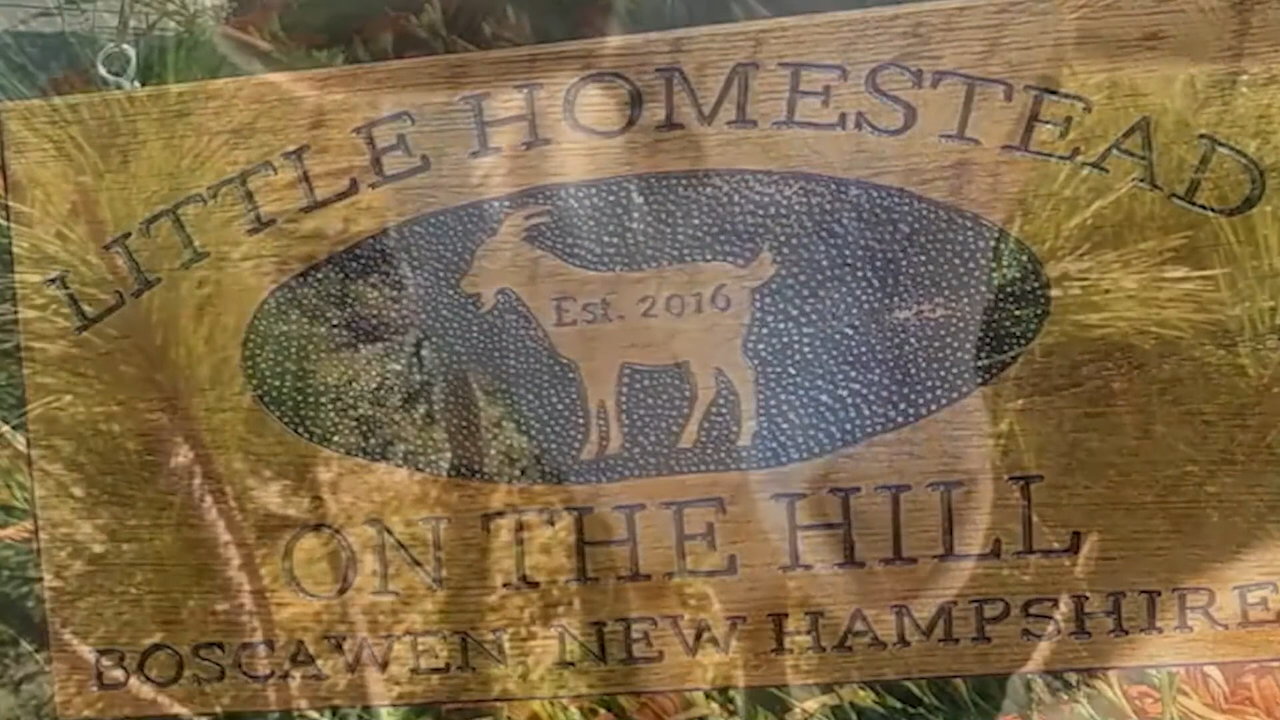 LITTLE HOMESTEAD
Est. 2016
ON THE HILL
BOSCAWEN, NEW HAMPSHIRE